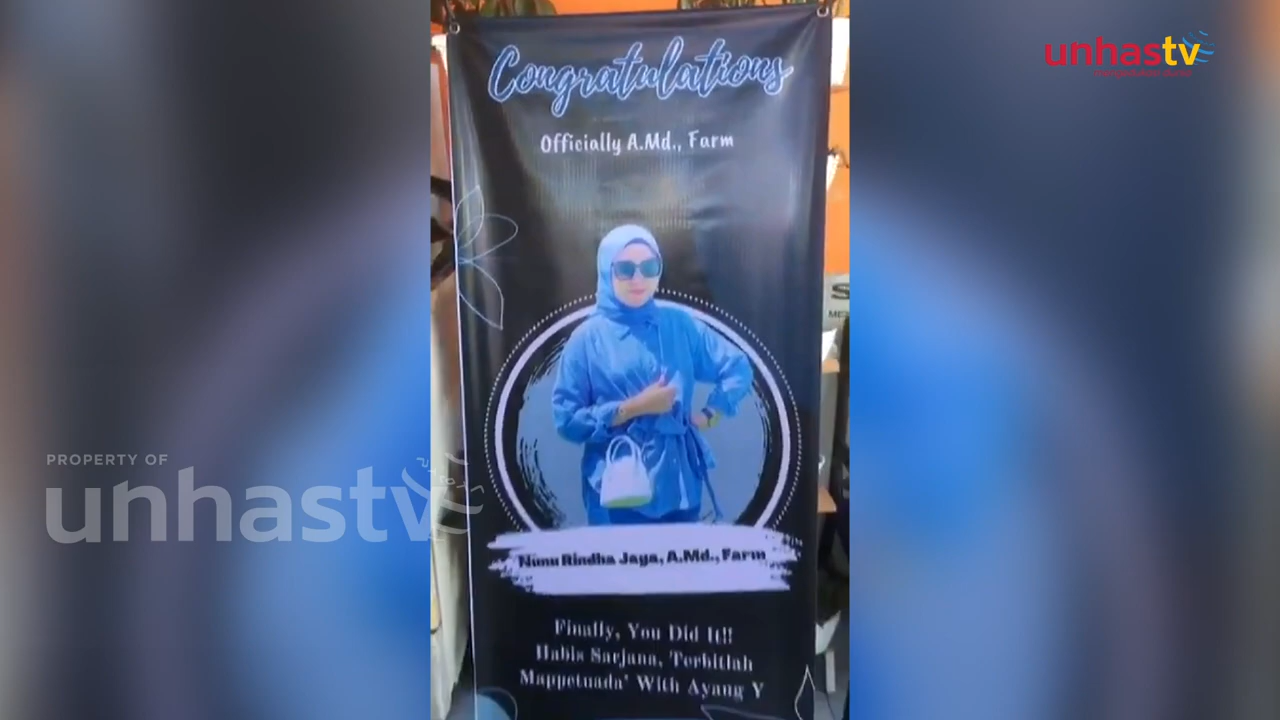 unhastv
Congratulations
Officially A.Md., Farm
PROPERTY OF
unhastv
Nunu Rindha Jaya, A.Md., Farm
Finally, You Did It!!
Habis Sarjana, Terbitlah
Mappetuada' With Ayang Y